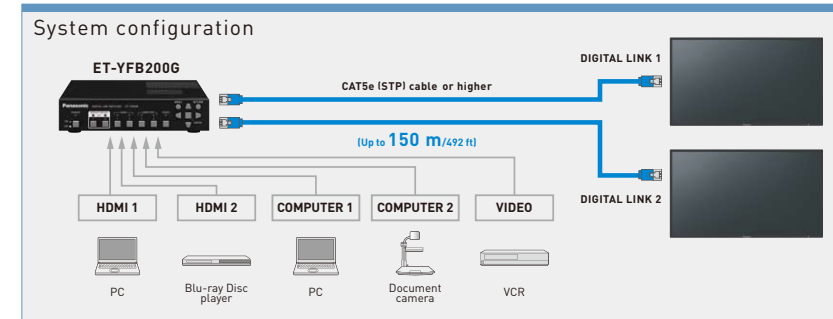 System configuration
ET-YFB200G
DIGITAL LINK 1
CAT5e (STP) cable or higher
Panasonic
(Up to 150 m/492 ft)
DIGITAL LINK 2
HDMI 1
HDMI 2
COMPUTER 1
COMPUTER 2
VIDEO
PC
Blu-ray Disc
player
PC
Document
camera
VCR